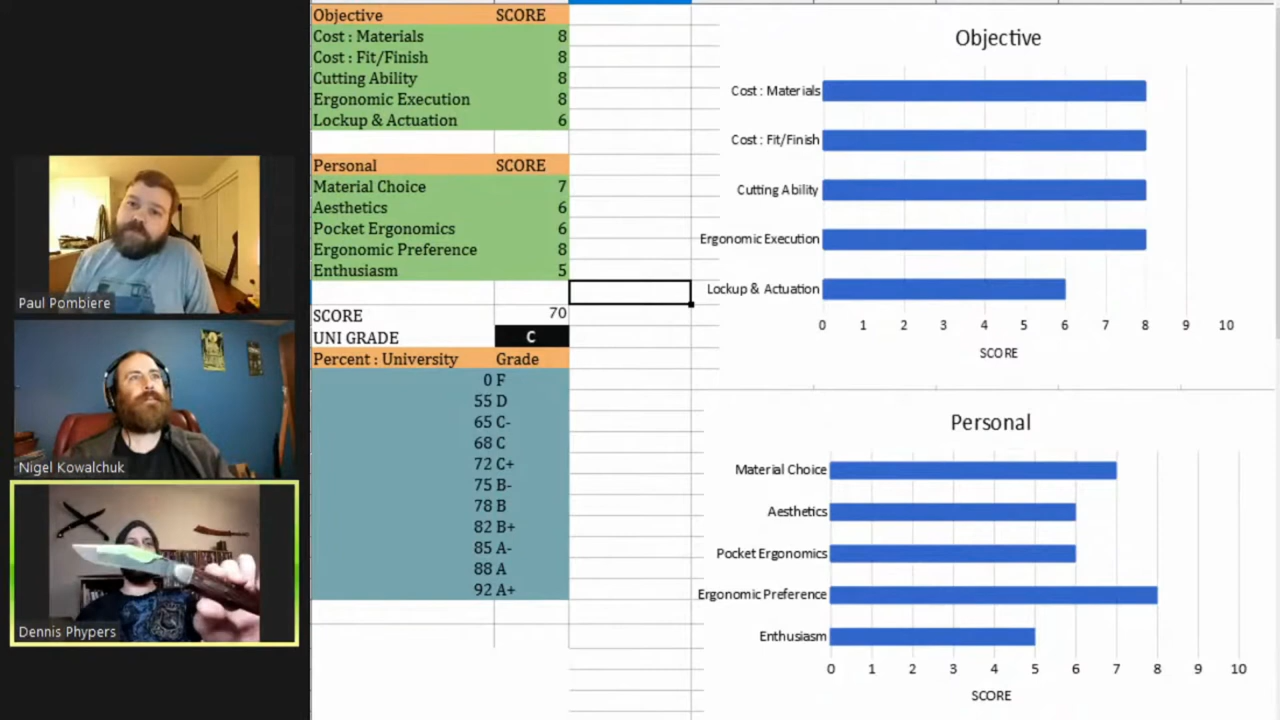 Objective SCORE
Cost : Materials 8
Cost : Fit/Finish 8
Cutting Ability 8
Ergonomic Execution 8
Lockup & Actuation 6
Personal SCORE
Material Choice 7
Aesthetics 6
Pocket Ergonomics 6
Ergonomic Preference 8
Enthusiasm 5
SCORE 70
UNI GRADE C
Percent : University Grade
0 F
55 D
65 C-
68 C
72 C+
75 B-
78 B
82 B+
85 A-
88 A
92 A+
Objective
Cost : Materials
Cost : Fit/Finish
Cutting Ability
Ergonomic Execution
Lockup & Actuation
0 1 2 3 4 5 6 7 8 9 10
SCORE
Personal
Material Choice
Aesthetics
Pocket Ergonomics
Ergonomic Preference
Enthusiasm
0 1 2 3 4 5 6 7 8 9 10
SCORE
Paul Pombiere
Nigel Kowalchuk
Dennis Phypers